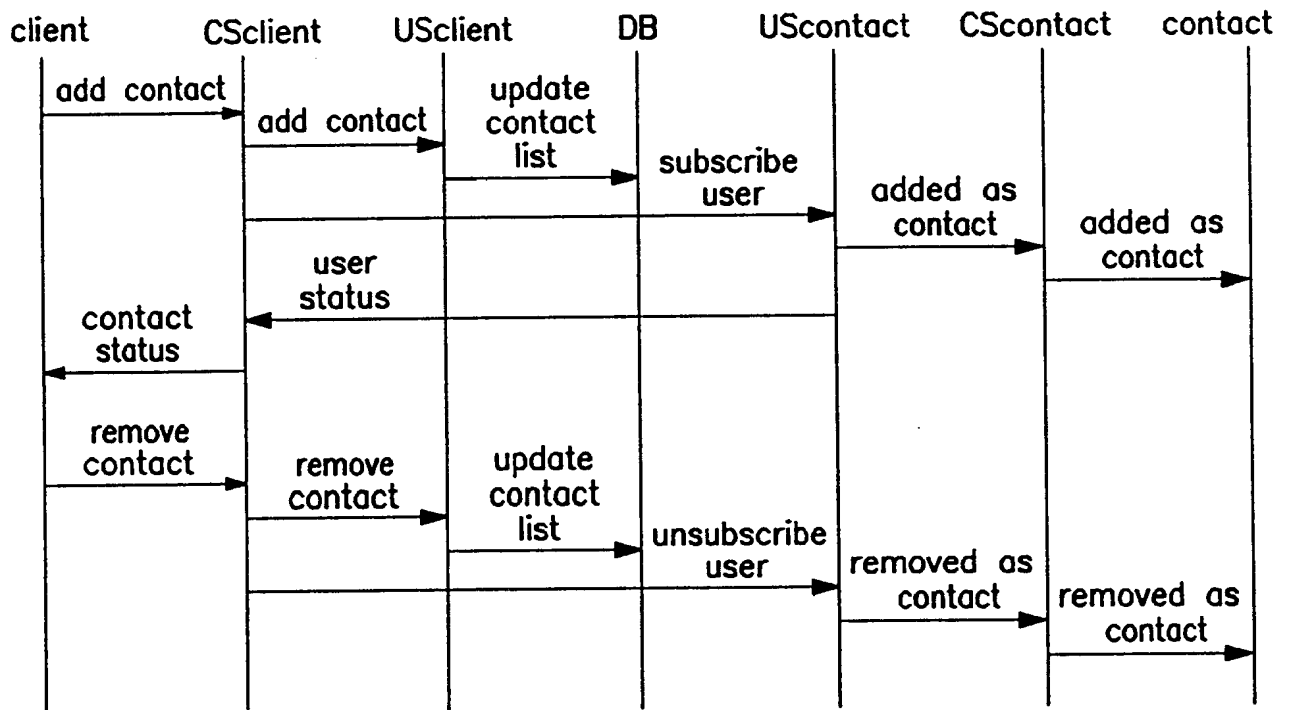 client CSclient USclient DB UScontact CScontact contact
add contact
add contact
update
contact
list
subscribe
user
added as
contact
added as
contact
user
status
contact
status
remove
contact
remove
contact
update
contact
list
unsubscribe
user
removed as
contact
removed as
contact